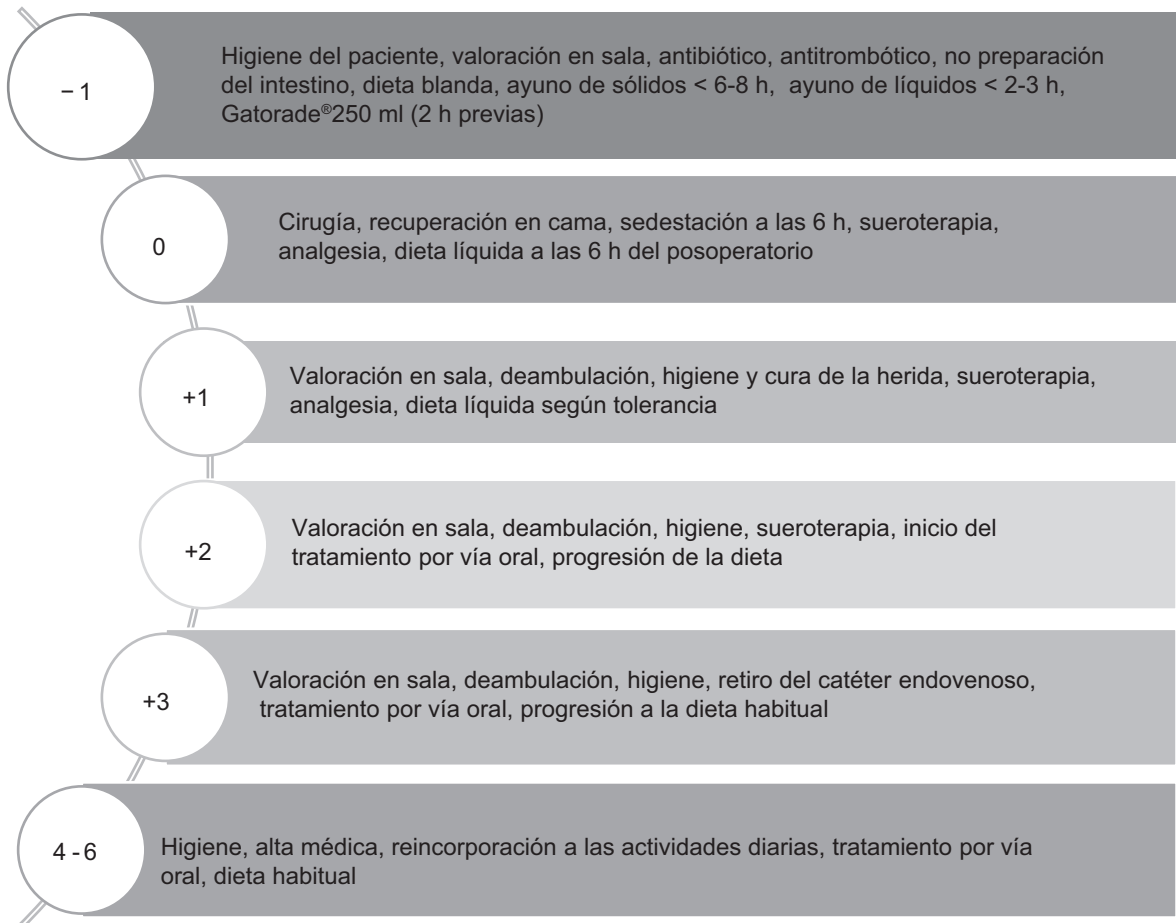 − 1
Higiene del paciente, valoración en sala, antibiótico, antitrombótico, no preparación
del intestino, dieta blanda, ayuno de sólidos < 6-8 h, ayuno de líquidos < 2-3 h,
Gatorade®250 ml (2 h previas)
0
Cirugía, recuperación en cama, sedestación a las 6 h, sueroterapia,
analgesia, dieta líquida a las 6 h del posoperatorio
+1
Valoración en sala, deambulación, higiene y cura de la herida, sueroterapia,
analgesia, dieta líquida según tolerancia
+2
Valoración en sala, deambulación, higiene, sueroterapia, inicio del
tratamiento por vía oral, progresión de la dieta
+3
Valoración en sala, deambulación, higiene, retiro del catéter endovenoso,
tratamiento por vía oral, progresión a la dieta habitual
4 - 6
Higiene, alta médica, reincorporación a las actividades diarias, tratamiento por vía
oral, dieta habitual